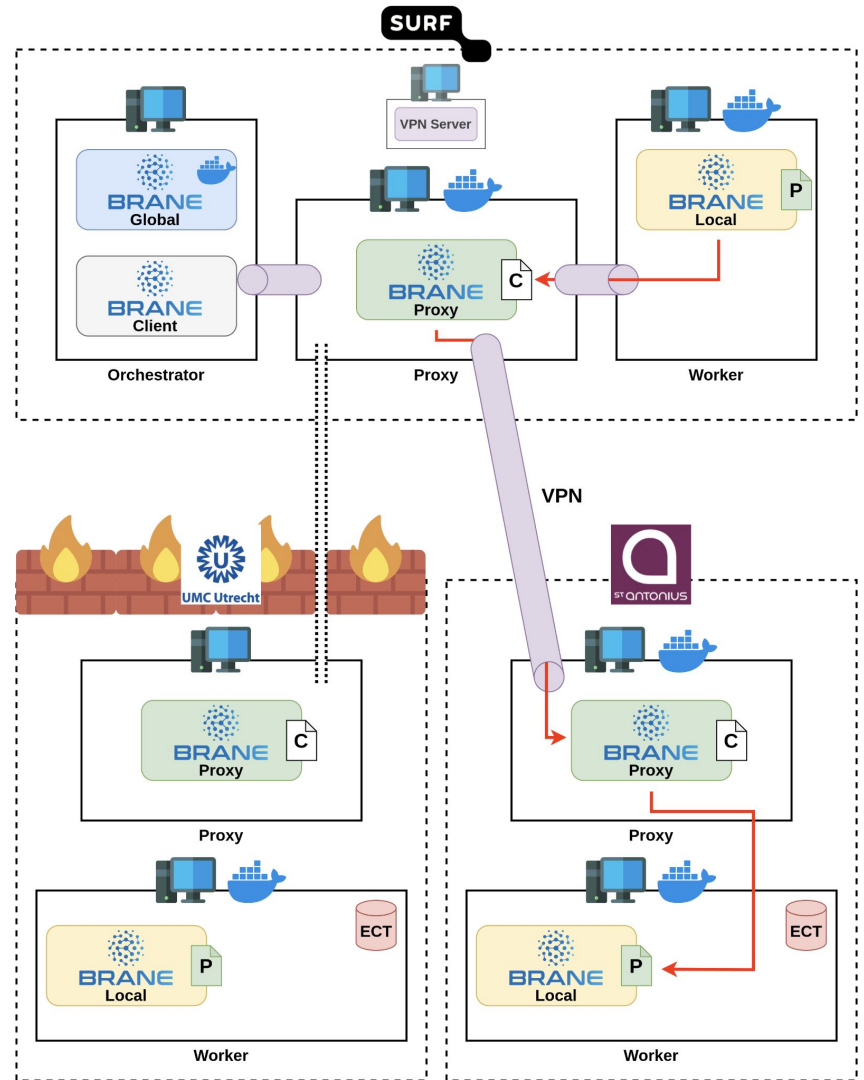 SURF
VPN Server
BRANE
Global
BRANE
Client
Orchestrator
BRANE
Proxy
C
Proxy
BRANE
Local
P
Worker
VPN
U
UMC Utrecht
BRANE
Proxy
C
Proxy
BRANE
Local
P
ECT
Worker
ST antonius
BRANE
Proxy
C
Proxy
BRANE
Local
P
ECT
Worker